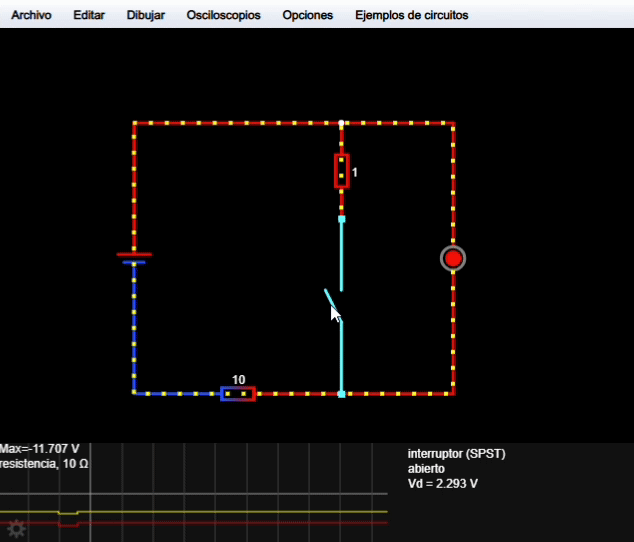 Archivo Editar Dibujar Osciloscopios Opciones Ejemplos de circuitos
1
10
Max=-11.707 V
resistencia, 10 Ω
interruptor (SPST)
abierto
Vd = 2.293 V